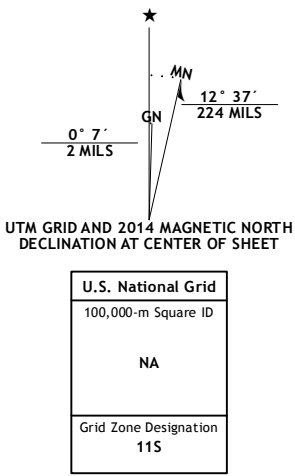 ★
MN
GN
12° 37´
224 MILS
0° 7´
2 MILS
UTM GRID AND 2014 MAGNETIC NORTH
DECLINATION AT CENTER OF SHEET
U.S. National Grid
100,000-m Square ID
NA
Grid Zone Designation
11S